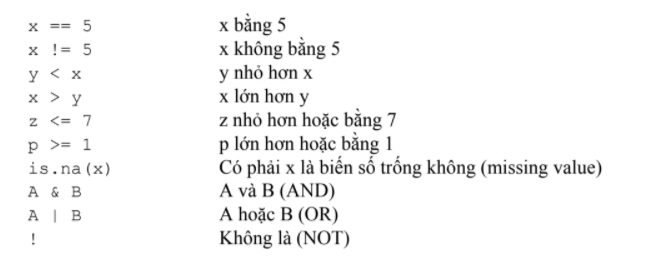 x == 5 x bằng 5
x != 5 x không bằng 5
y < x y nhỏ hơn x
x > y x lớn hơn y
z <= 7 z nhỏ hơn hoặc bằng 7
p >= 1 p lớn hơn hoặc bằng 1
is.na(x) Có phải x là biến số trống không (missing value)
A & B A và B (AND)
A | B A hoặc B (OR)
! Không là (NOT)